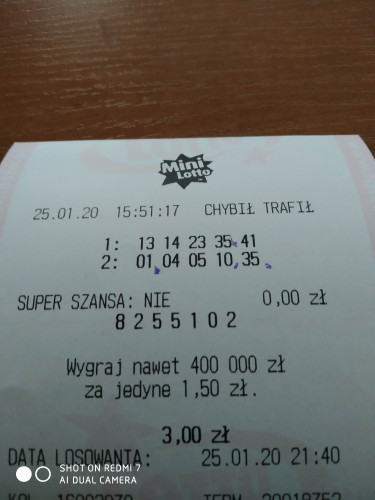 Mini
Lotto
25.01.20 15:51:17 CHYBIŁ TRAFIŁ
1: 13 14 23 35 41
2: 01 04 05 10 35
SUPER SZANSA: NIE 0,00 zł
8255102
Wygraj nawet 400 000 zł
za jedyne 1,50 zł.
3,00 zł
DATA LOSOWANIA: 25.01.20 21:40
SHOT ON REDMI 7
AI DUAL CAMERA